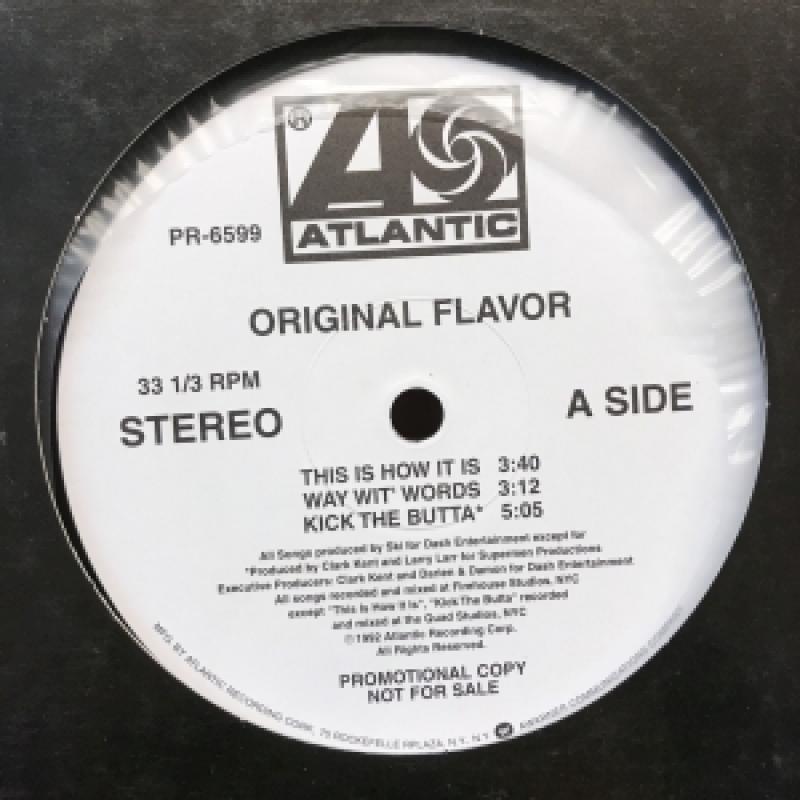 ATLANTIC
PR-6599
ORIGINAL FLAVOR
33 1/3 RPM
STEREO
A SIDE
THIS IS HOW IT IS 3:40
WAY WIT' WORDS 3:12
KICK THE BUTTA* 5:05
All Songs produced by Ski for Dash Entertainment except for
*Produced by Clark Kent and Larry Larr for Supermen Productions
Executive Producers: Clark Kent and Darien & Damon for Dash Entertainment
All songs recorded and mixed at Firehouse Studios, NYC
except "This Is How It Is", "Kick The Butta" recorded
and mixed at the Quad Studios, NYC
℗ 1992 Atlantic Recording Corp.
All Rights Reserved.
PROMOTIONAL COPY
NOT FOR SALE
MFG. BY ATLANTIC RECORDING CORP., 75 ROCKEFELLE RPLAZA, N.Y., N.Y. A WARNER COMMUNICATIONS COMPANY